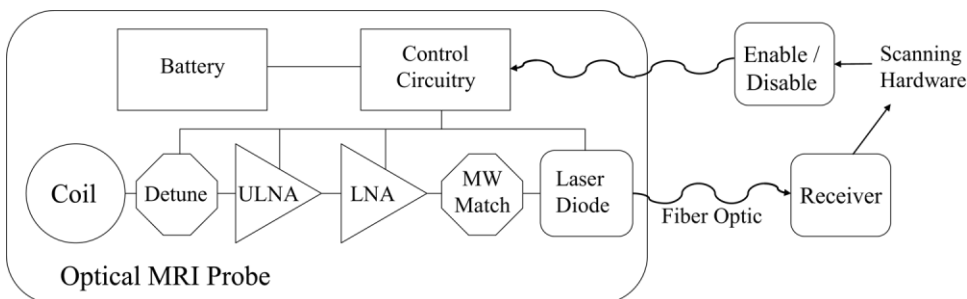 Battery
Control
Circuitry
Enable /
Disable
Scanning
Hardware
Coil
Detune
ULNA
LNA
MW
Match
Laser
Diode
Fiber Optic
Receiver
Optical MRI Probe